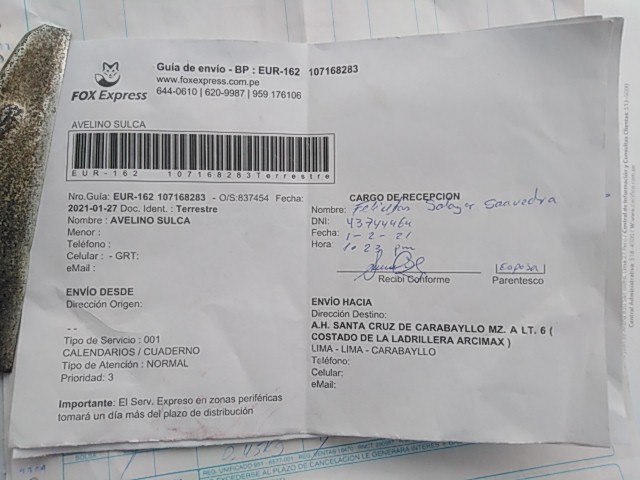 FOX Express
Guía de envío - BP : EUR-162 107168283
www.foxexpress.com.pe
644-0610 | 620-9987 | 959 176106
AVELINO SULCA
EUR-162 107168283Terrestre
Nro.Guía: EUR-162 107168283 - O/S:837454 Fecha:
2021-01-27 Doc. Ident. : Terrestre
Nombre : AVELINO SULCA
Menor :
Teléfono :
Celular : - GRT:
eMail :
ENVÍO DESDE
Dirección Origen:
- -
Tipo de Servicio : 001
CALENDARIOS / CUADERNO
Tipo de Atención : NORMAL
Prioridad: 3
Importante: El Serv. Expreso en zonas periféricas
tomará un día más del plazo de distribución
CARGO DE RECEPCION
Nombre: Felicitas Salazar Saavedra
DNI: 43744464
Fecha: 1-2-21
Hora: 1:23 pm
Recibí Conforme
Esposa
Parentesco
ENVÍO HACIA
Dirección Destino:
A.H. SANTA CRUZ DE CARABAYLLO MZ. A LT. 6 (
COSTADO DE LA LADRILLERA ARCIMAX )
LIMA - LIMA - CARABAYLLO
Teléfono:
Celular:
eMail: